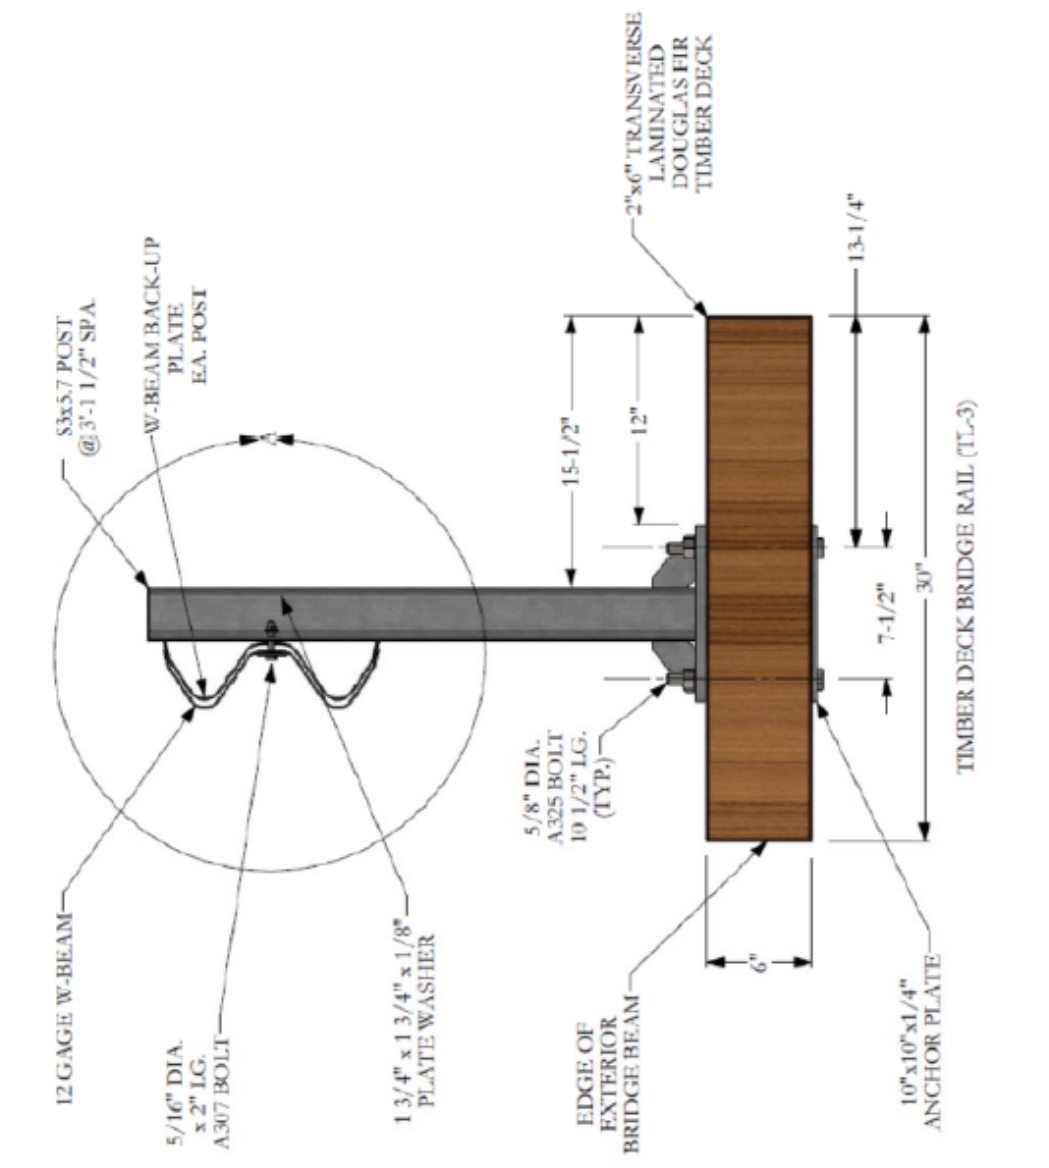 S3x5.7 POST
@ 3'-1 1/2" SPA.
W-BEAM BACK-UP
PLATE
EA. POST
12 GAGE W-BEAM
5/16" DIA.
x 2" LG.
A307 BOLT
1 3/4" x 1 3/4" x 1/8"
PLATE WASHER
A
2"x6" TRANSVERSE
LAMINATED
DOUGLAS FIR
TIMBER DECK
15-1/2"
12"
13-1/4"
5/8" DIA.
A325 BOLT
10 1/2" LG.
(TYP.)
7-1/2"
30"
6"
EDGE OF
EXTERIOR
BRIDGE BEAM
10"x10"x1/4"
ANCHOR PLATE
TIMBER DECK BRIDGE RAIL (TL-3)